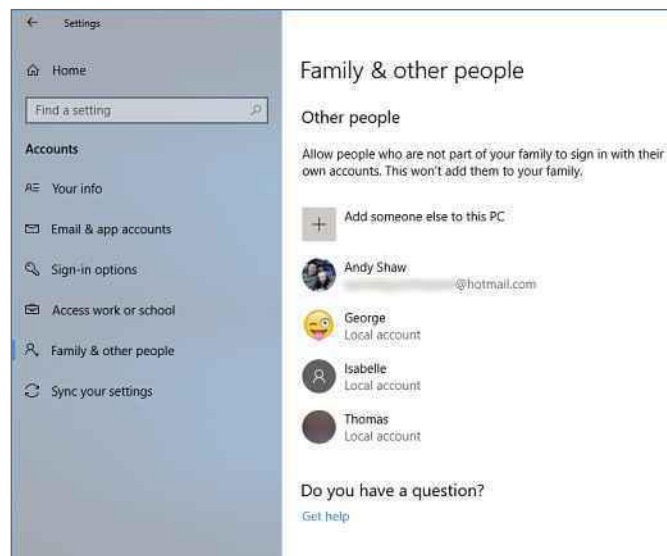 Settings
Home
Find a setting
Accounts
Your info
Email & app accounts
Sign-in options
Access work or school
Family & other people
Sync your settings
Family & other people
Other people
Allow people who are not part of your family to sign in with their
own accounts. This won't add them to your family.
Add someone else to this PC
Andy Shaw
@hotmail.com
George
Local account
Isabelle
Local account
Thomas
Local account
Do you have a question?
Get help